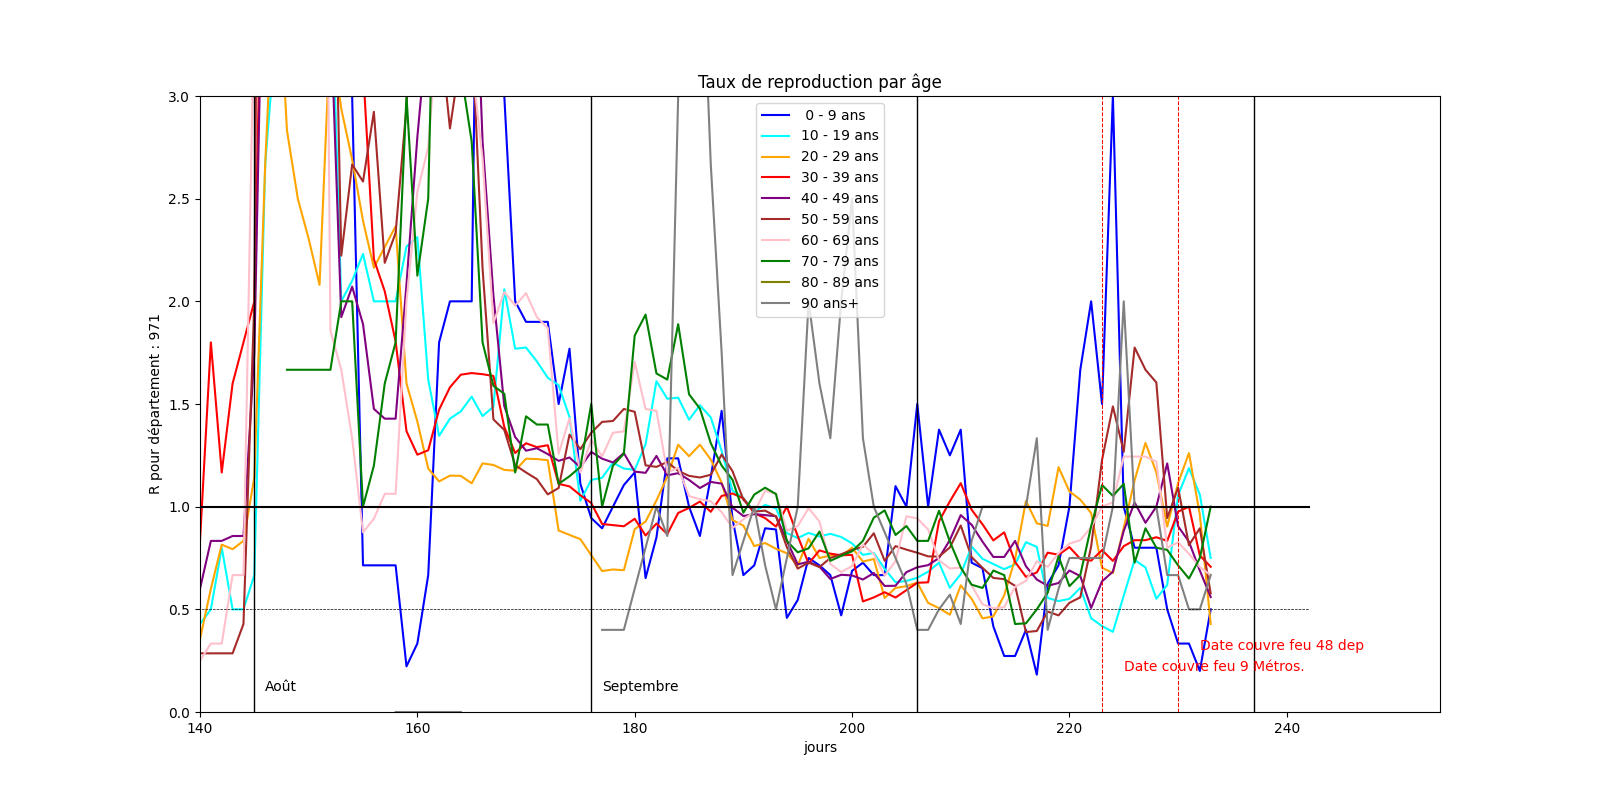 Taux de reproduction par âge
R pour département : 971
3.0
2.5
2.0
1.5
1.0
0.5
0.0
0 - 9 ans
10 - 19 ans
20 - 29 ans
30 - 39 ans
40 - 49 ans
50 - 59 ans
60 - 69 ans
70 - 79 ans
80 - 89 ans
90 ans+
Date couvre feu 48 dep
Date couvre feu 9 Métros.
Août
Septembre
140
160
180
200
220
240
jours